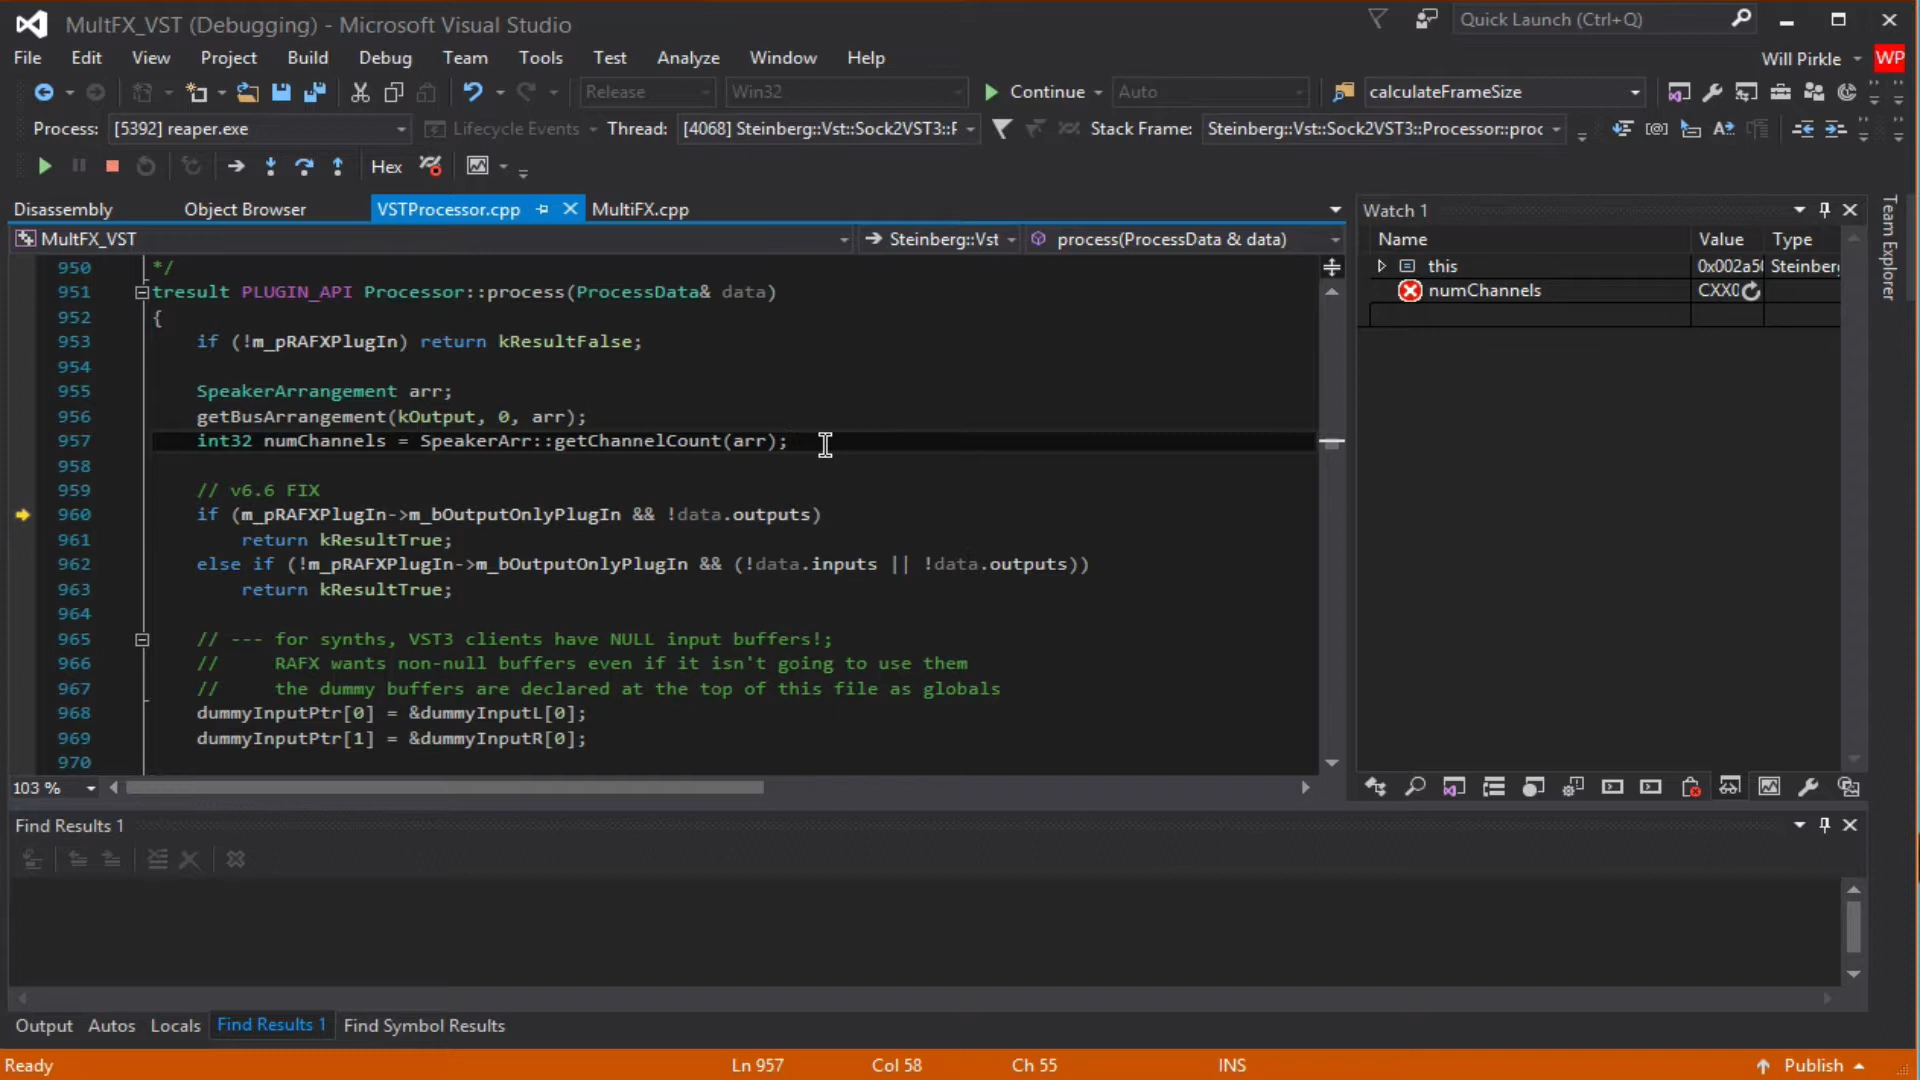 MultFX_VST (Debugging) - Microsoft Visual Studio
Quick Launch (Ctrl+Q)
File Edit View Project Build Debug Team Tools Test Analyze Window Help
Will Pirkle WP
Release Win32 Continue Auto calculateFrameSize
Process: [5392] reaper.exe Lifecycle Events Thread: [4068] Steinberg::Vst::Sock2VST3::F Stack Frame: Steinberg::Vst::Sock2VST3::Processor::proc
Hex
Disassembly Object Browser VSTProcessor.cpp MultiFX.cpp
MultFX_VST Steinberg::Vst process(ProcessData & data)
950 */
951 tresult PLUGIN_API Processor::process(ProcessData& data)
952 {
953 if (!m_pRAFXPlugIn) return kResultFalse;
954
955 SpeakerArrangement arr;
956 getBusArrangement(kOutput, 0, arr);
957 int32 numChannels = SpeakerArr::getChannelCount(arr);
958
959 // v6.6 FIX
960 if (m_pRAFXPlugIn->m_bOutputOnlyPlugIn && !data.outputs)
961 return kResultTrue;
962 else if (!m_pRAFXPlugIn->m_bOutputOnlyPlugIn && (!data.inputs || !data.outputs))
963 return kResultTrue;
964
965 // --- for synths, VST3 clients have NULL input buffers!;
966 // RAFX wants non-null buffers even if it isn't going to use them
967 // the dummy buffers are declared at the top of this file as globals
968 dummyInputPtr[0] = &dummyInputL[0];
969 dummyInputPtr[1] = &dummyInputR[0];
970
103 %
Watch 1
Name Value Type
this 0x002a50 Steinber
numChannels CXX0
Team Explorer
Find Results 1
Output Autos Locals Find Results 1 Find Symbol Results
Ready Ln 957 Col 58 Ch 55 INS Publish